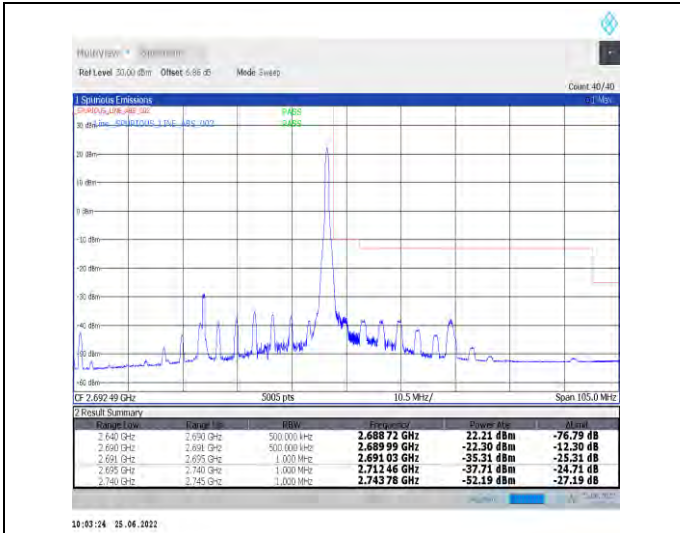 MultiView Spectrum
Ref Level 30.00 dBm Offset 6.86 dB Mode Sweep
Count 40/40
1 Spurious Emissions
_SPURIOUS_LINE_ABS_002 PASS
30 dBm Line _SPURIOUS_LINE_ABS_002 PASS
20 dBm
10 dBm
0 dBm
-10 dBm
-20 dBm
-30 dBm
-40 dBm
-50 dBm
-60 dBm
CF 2.692 49 GHz 5005 pts 10.5 MHz/ Span 105.0 MHz
2 Result Summary
Range Low Range Up RBW Frequency Power Abs ΔLimit
2.640 GHz 2.690 GHz 500.000 kHz 2.688 72 GHz 22.21 dBm -76.79 dB
2.690 GHz 2.691 GHz 500.000 kHz 2.689 99 GHz -22.30 dBm -12.30 dB
2.691 GHz 2.695 GHz 1.000 MHz 2.691 03 GHz -35.31 dBm -25.31 dB
2.695 GHz 2.740 GHz 1.000 MHz 2.712 46 GHz -37.71 dBm -24.71 dB
2.740 GHz 2.745 GHz 1.000 MHz 2.743 78 GHz -52.19 dBm -27.19 dB
10:03:24 25.06.2022